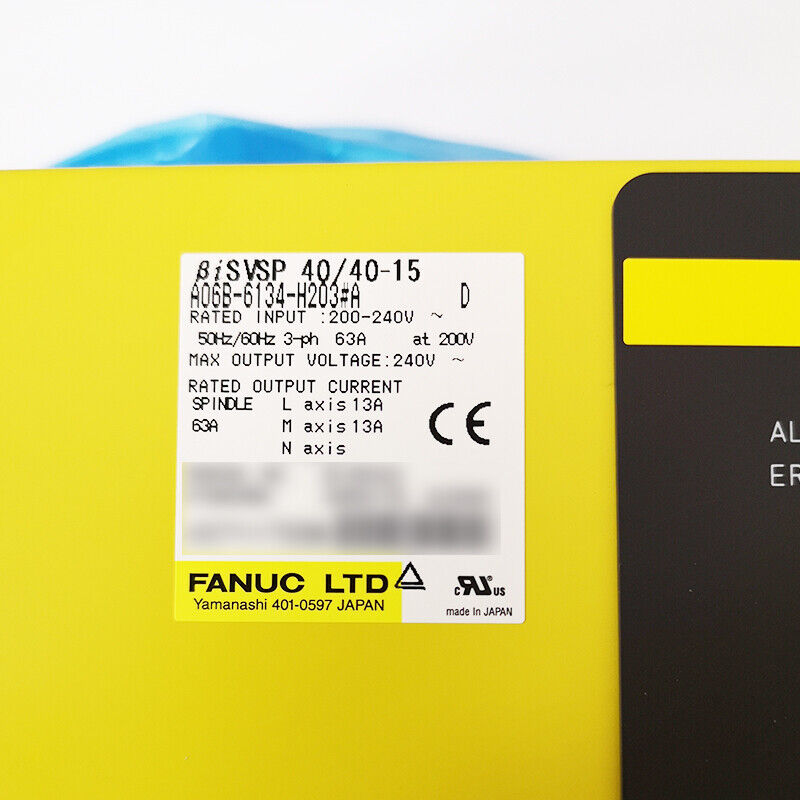 βiSVSP 40/40-15
A06B-6134-H203#A D
RATED INPUT :200-240V ~
50Hz/60Hz 3-ph 63A at 200V
MAX OUTPUT VOLTAGE:240V ~
RATED OUTPUT CURRENT
SPINDLE L axis 13A
63A M axis 13A
N axis
CE
FANUC LTD
Yamanashi 401-0597 JAPAN
c RU US
made in JAPAN
AL
ER